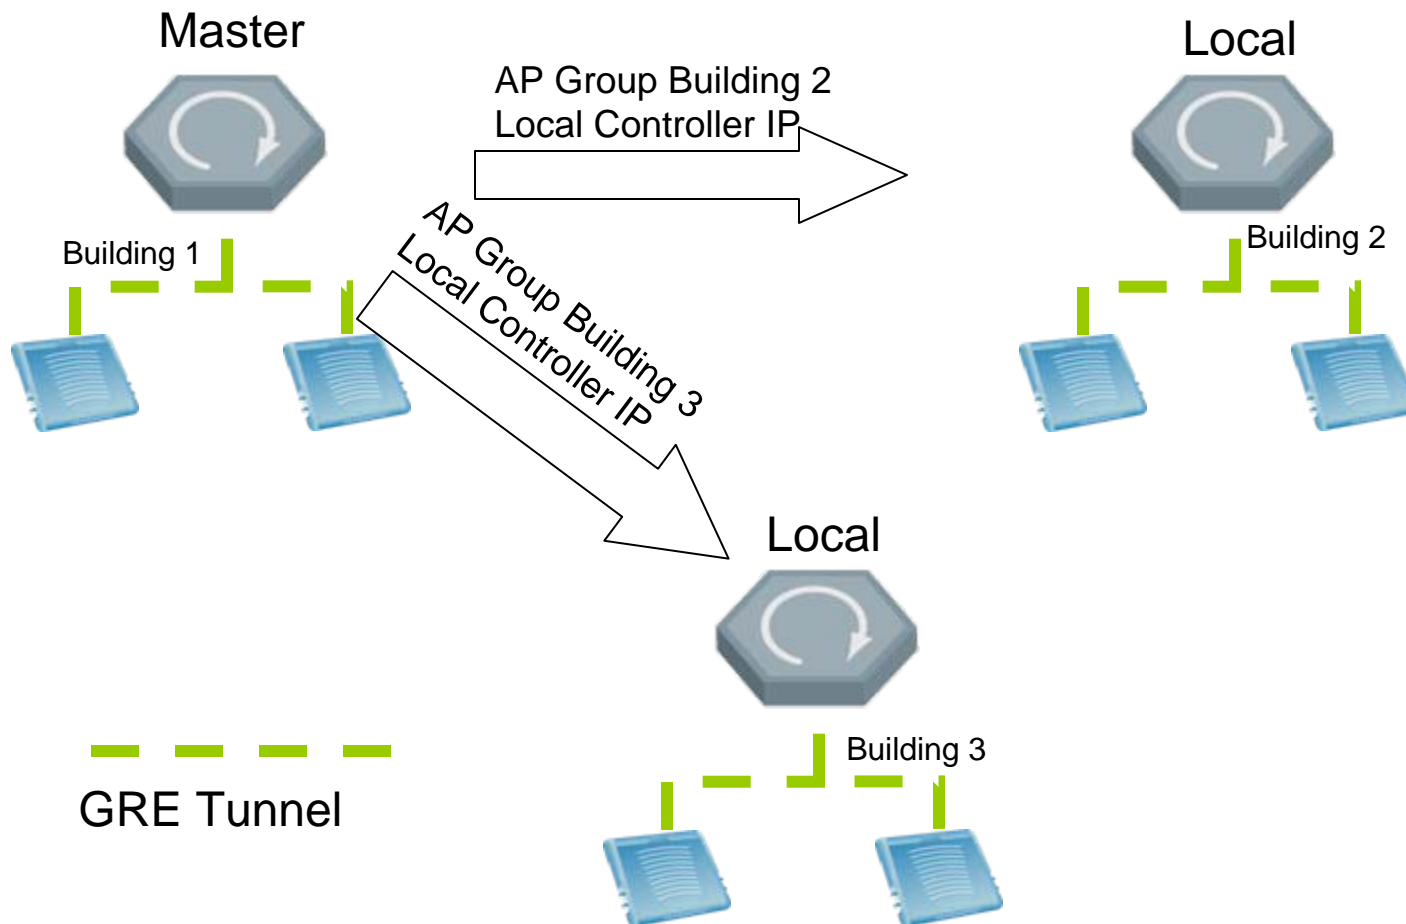 Master
Local
AP Group Building 2
Local Controller IP
Building 1
Building 2
AP Group Building 3
Local Controller IP
Local
Building 3
GRE Tunnel